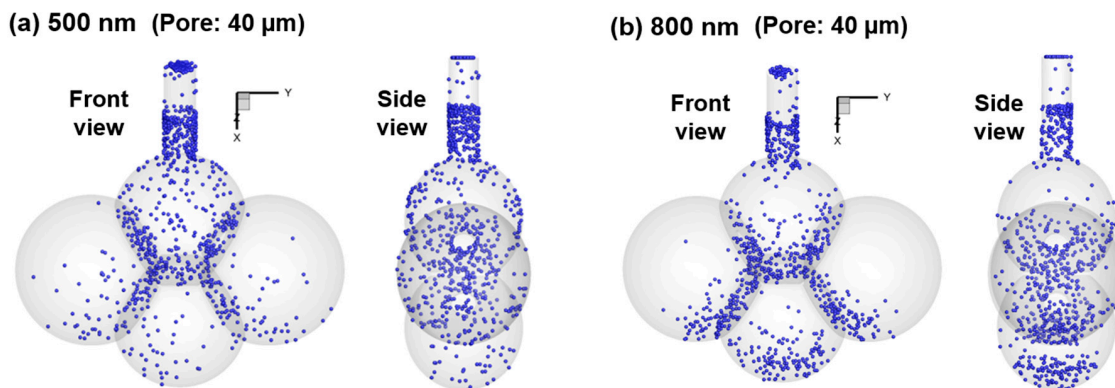 (a) 500 nm (Pore: 40 µm)
(b) 800 nm (Pore: 40 µm)
Front
view
Y
Z
X
Side
view
Front
view
Y
Z
X
Side
view